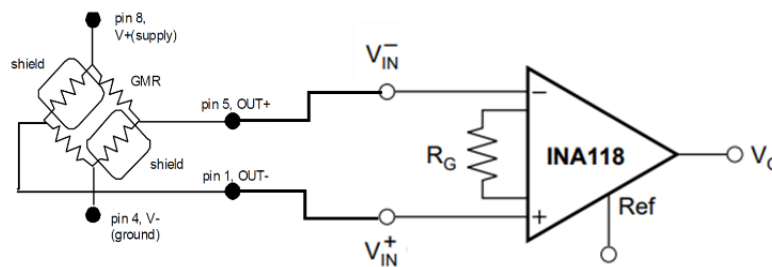 pin 8,
V+(supply)
shield
GMR
pin 5, OUT+
shield
pin 1, OUT-
pin 4, V-
(ground)
V⁻IN
RG
−
INA118
+
Ref
V⁺IN